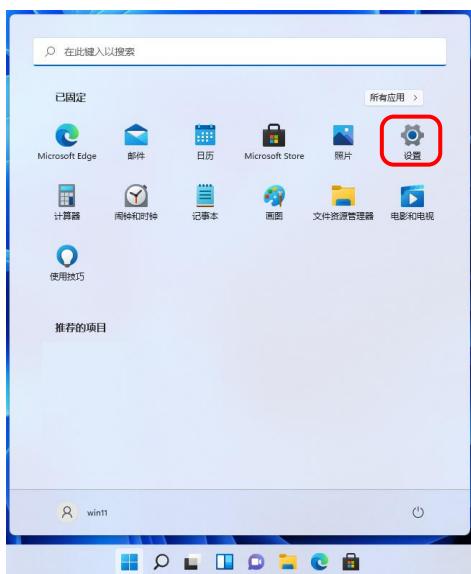 在此键入以搜索
已固定
所有应用 >
Microsoft Edge
邮件
日历
Microsoft Store
照片
设置
计算器
闹钟和时钟
记事本
画图
文件资源管理器
电影和电视
使用技巧
推荐的项目
win11